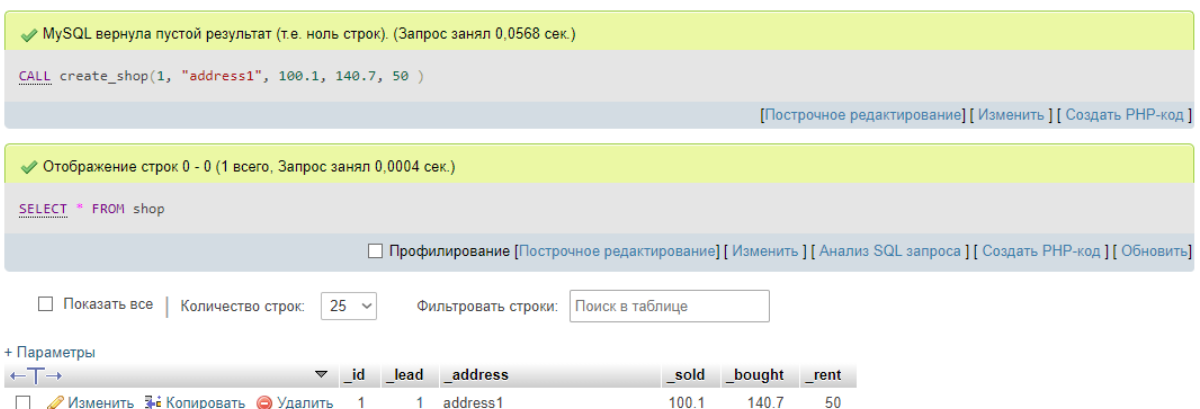 MySQL вернула пустой результат (т.е. ноль строк). (Запрос занял 0,0568 сек.)
CALL create_shop(1, "address1", 100.1, 140.7, 50 )
[Построчное редактирование] [ Изменить ] [ Создать PHP-код ]
Отображение строк 0 - 0 (1 всего, Запрос занял 0,0004 сек.)
SELECT * FROM shop
Профилирование [Построчное редактирование] [ Изменить ] [ Анализ SQL запроса ] [ Создать PHP-код ] [ Обновить]
Показать все | Количество строк: 25 Фильтровать строки: Поиск в таблице
+ Параметры
←T→ ▼ _id _lead _address _sold _bought _rent
Изменить Копировать Удалить 1 1 address1 100.1 140.7 50